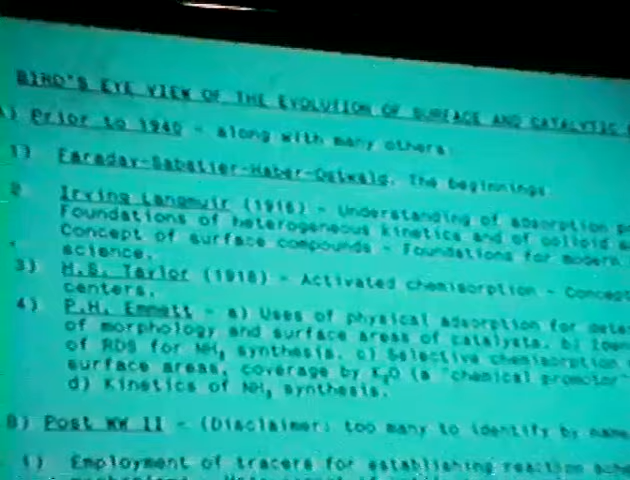 BIRD'S EYE VIEW OF THE EVOLUTION OF SURFACE AND CATALYTIC
A) Prior to 1940 - along with many others:
1) Faraday-Sabatier-Haber-Ostwald. The beginnings.
2. Irving Langmuir (1916) - Understanding of adsorption
Foundations of heterogeneous kinetics and of colloid
Concept of surface compounds - Foundations for modern
science.
3) H.S. Taylor (1918) - Activated chemisorption - Concept
centers.
4) P.H. Emmett - a) Uses of physical adsorption for
of morphology and surface areas of catalysts. b)
of RDS for NH₃ synthesis. c) Selective chemisorption
surface areas, coverage by K₂O (a "chemical promotor"
d) Kinetics of NH₃ synthesis.
B) Post WW II - (Disclaimer: too many to identify by name
1) Employment of tracers for establishing reaction